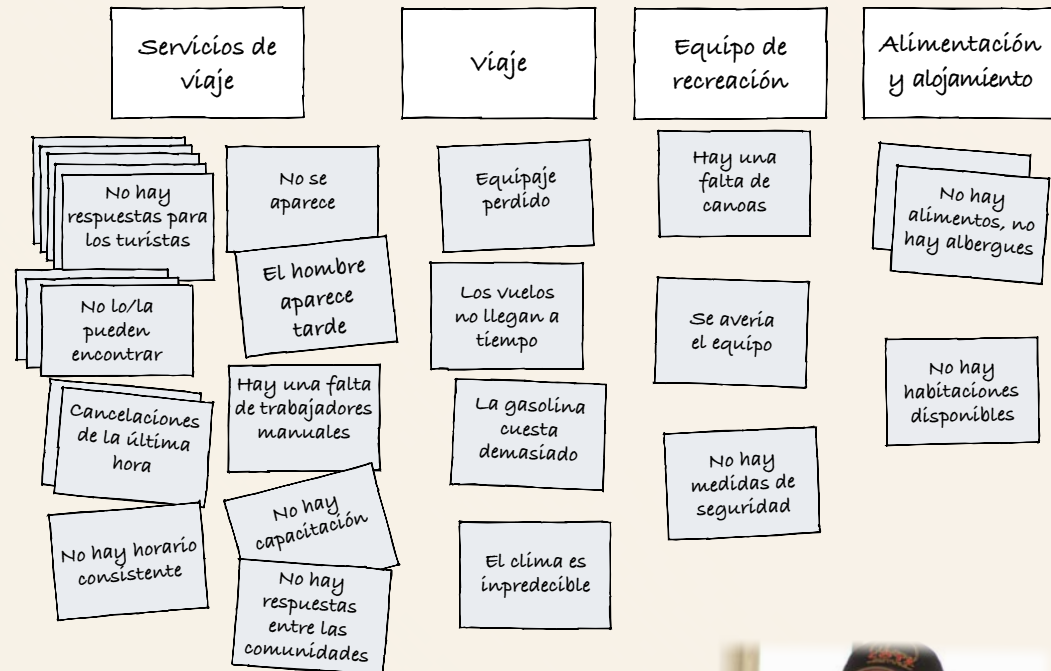 Servicios de
viaje
Viaje
Equipo de
recreación
Alimentación
y alojamiento
No hay
respuestas para
los turistas
No lo/la
pueden
encontrar
Cancelaciones
de la última
hora
No hay horario
consistente
No se
aparece
El hombre
aparece
tarde
Hay una falta
de trabajadores
manuales
No hay
capacitación
No hay
respuestas
entre las
comunidades
Equipaje
perdido
Los vuelos
no llegan a
tiempo
La gasolina
cuesta
demasiado
El clima es
inpredecible
Hay una
falta de
canoas
Se avería
el equipo
No hay
medidas de
seguridad
No hay
alimentos, no
hay albergues
No hay
habitaciones
disponibles